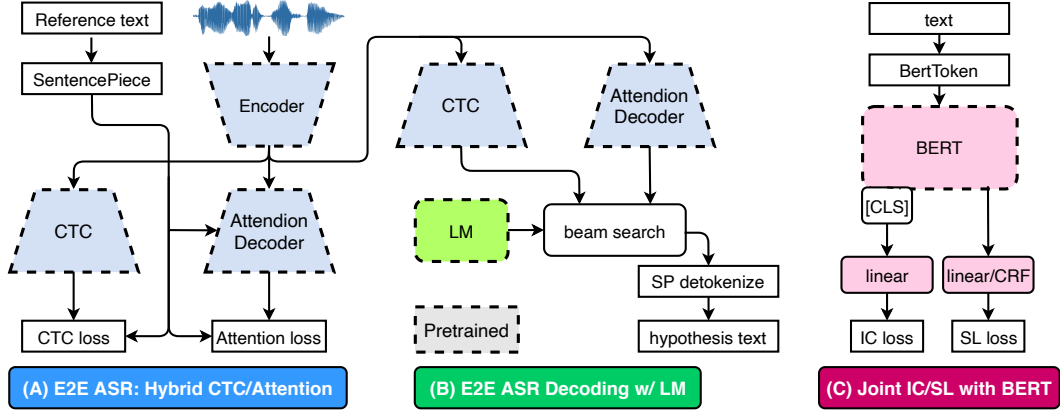 Reference text
SentencePiece
Encoder
CTC
Attendion
Decoder
CTC loss
Attention loss
(A) E2E ASR: Hybrid CTC/Attention
CTC
Attendion
Decoder
LM
beam search
SP detokenize
Pretrained
hypothesis text
(B) E2E ASR Decoding w/ LM
text
BertToken
BERT
[CLS]
linear
linear/CRF
IC loss
SL loss
(C) Joint IC/SL with BERT